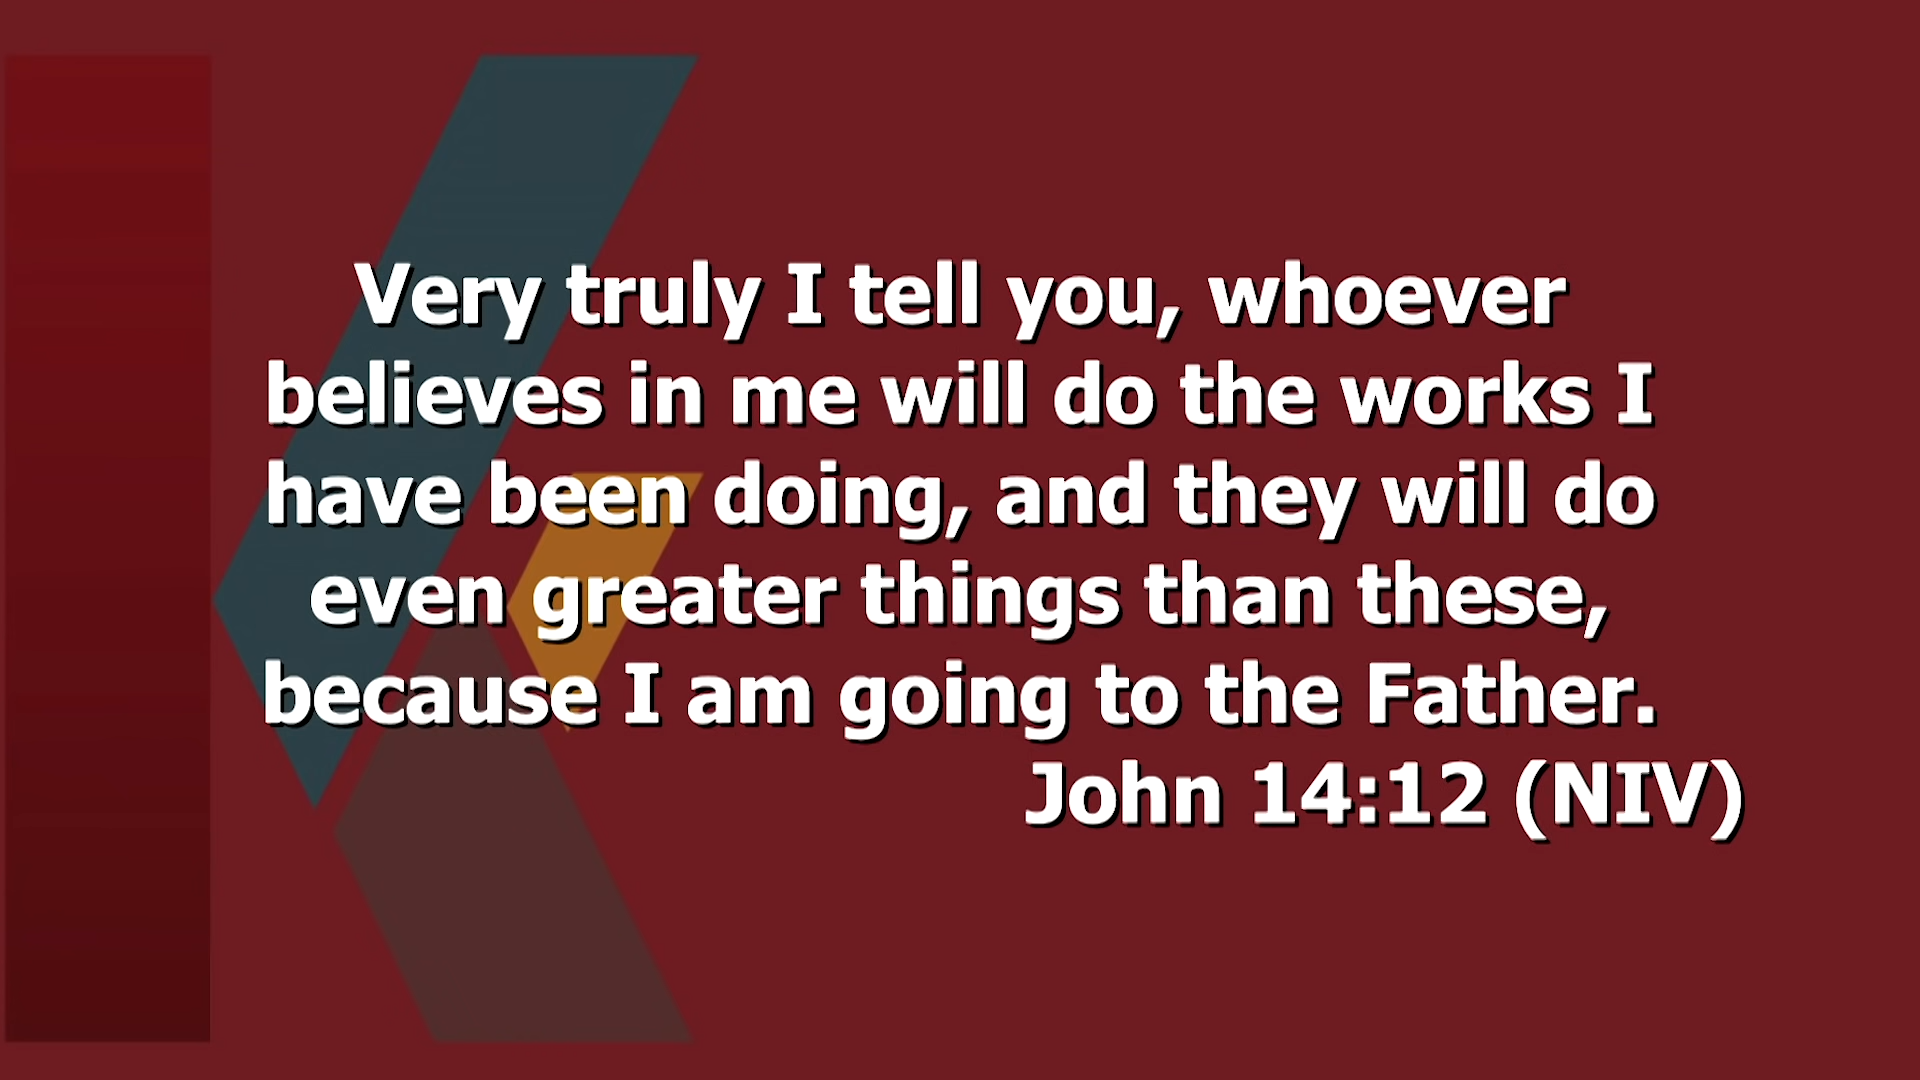 Very truly I tell you, whoever
believes in me will do the works I
have been doing, and they will do
even greater things than these,
because I am going to the Father.
John 14:12 (NIV)